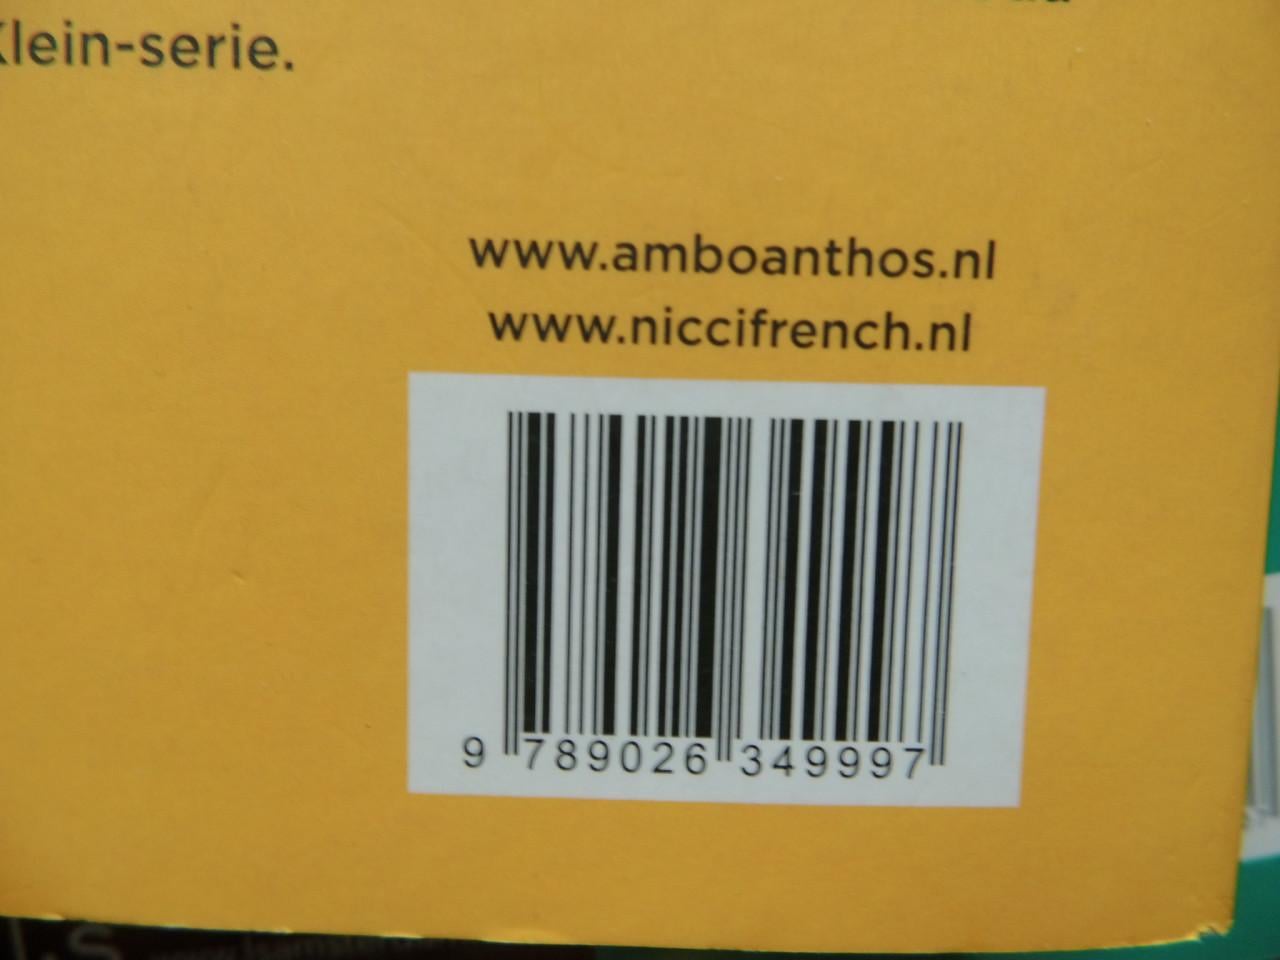 Klein-serie.
www.amboanthos.nl
www.niccifrench.nl
9 789026 349997